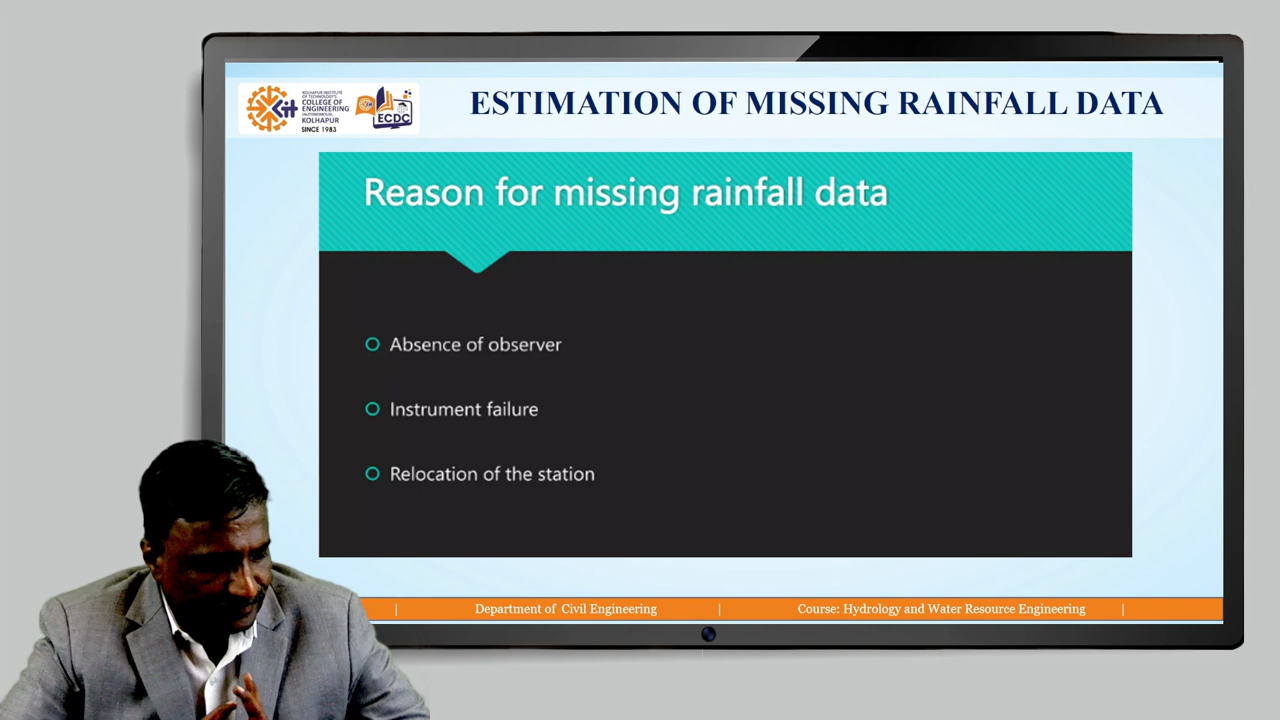 KOLHAPUR INSTITUTE
OF TECHNOLOGY'S
COLLEGE OF
ENGINEERING
(AUTONOMOUS),
KOLHAPUR
SINCE 1983
ECDC
ESTIMATION OF MISSING RAINFALL DATA
Reason for missing rainfall data
Absence of observer
Instrument failure
Relocation of the station
| Department of Civil Engineering | Course: Hydrology and Water Resource Engineering |